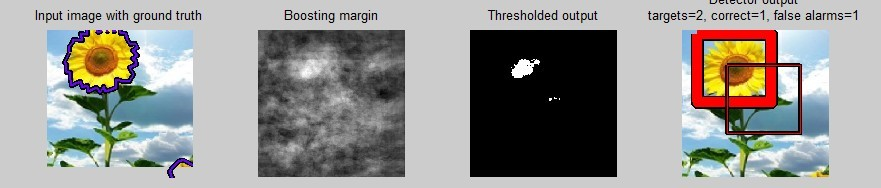 Input image with ground truth
Boosting margin
Thresholded output
Detector output
targets=2, correct=1, false alarms=1